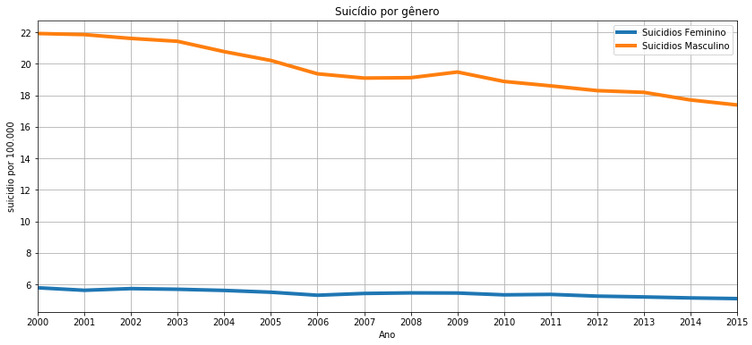 Suicídio por gênero
Suicidios Feminino
Suicidios Masculino
suicidio por 100.000
22
20
18
16
14
12
10
8
6
2000 2001 2002 2003 2004 2005 2006 2007 2008 2009 2010 2011 2012 2013 2014 2015
Ano